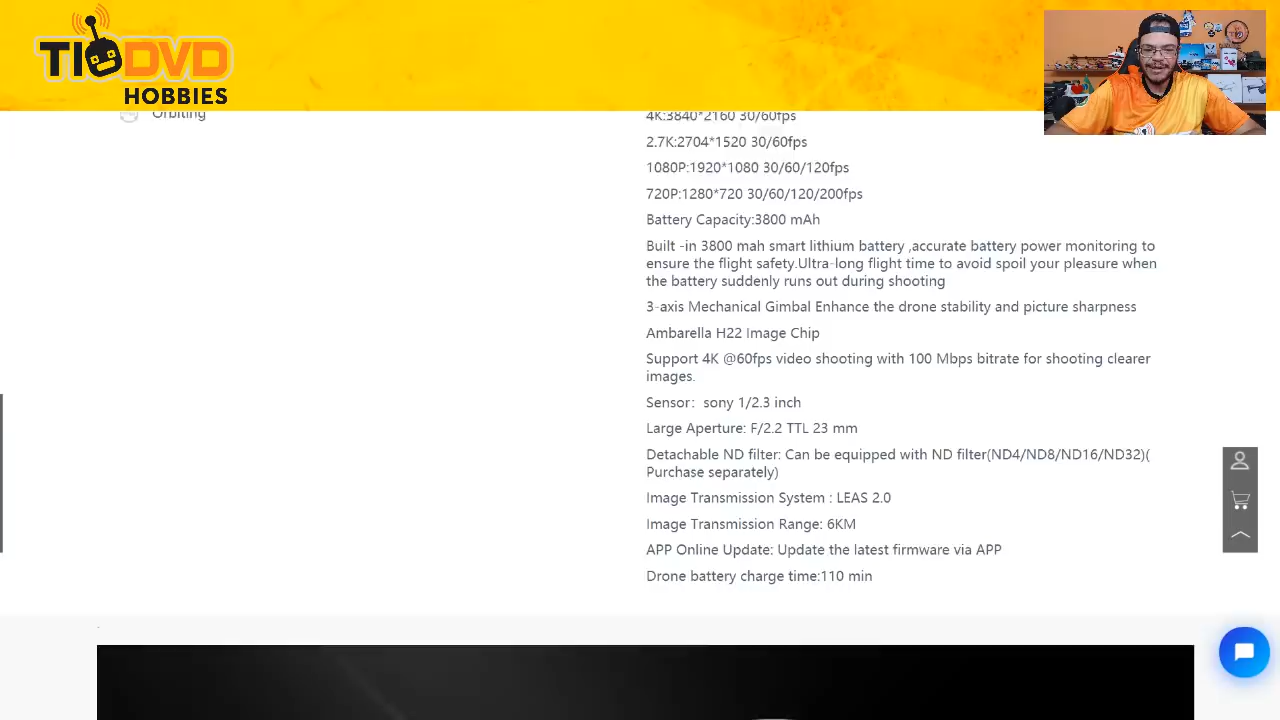 TIODVD
HOBBIES
Orbiting
4K:3840*2160 30/60fps
2.7K:2704*1520 30/60fps
1080P:1920*1080 30/60/120fps
720P:1280*720 30/60/120/200fps
Battery Capacity:3800 mAh
Built -in 3800 mah smart lithium battery ,accurate battery power monitoring to
ensure the flight safety.Ultra-long flight time to avoid spoil your pleasure when
the battery suddenly runs out during shooting
3-axis Mechanical Gimbal Enhance the drone stability and picture sharpness
Ambarella H22 Image Chip
Support 4K @60fps video shooting with 100 Mbps bitrate for shooting clearer
images.
Sensor：sony 1/2.3 inch
Large Aperture: F/2.2 TTL 23 mm
Detachable ND filter: Can be equipped with ND filter(ND4/ND8/ND16/ND32)(
Purchase separately)
Image Transmission System : LEAS 2.0
Image Transmission Range: 6KM
APP Online Update: Update the latest firmware via APP
Drone battery charge time:110 min